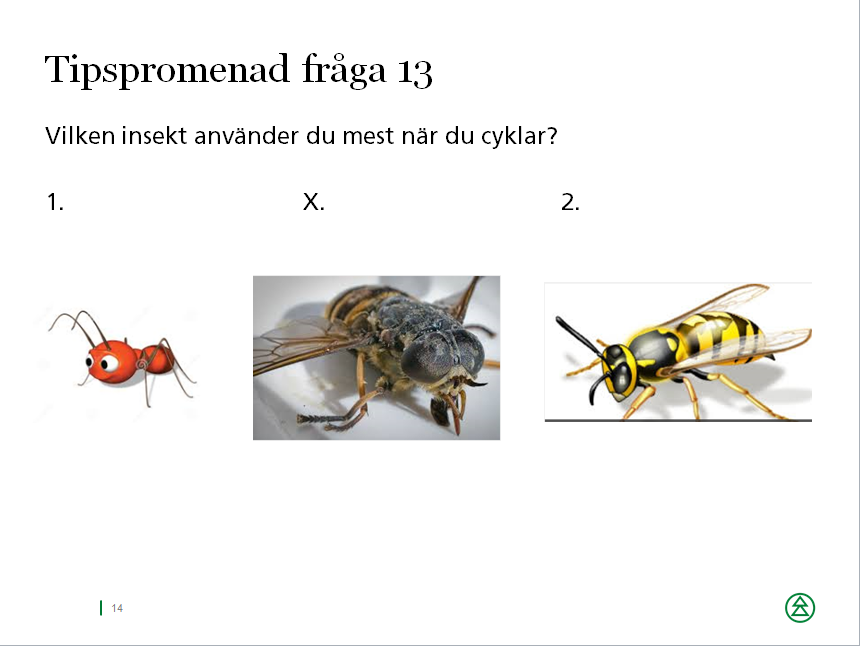 Tipspromenad fråga 13
Vilken insekt använder du mest när du cyklar?
1. X. 2.
14